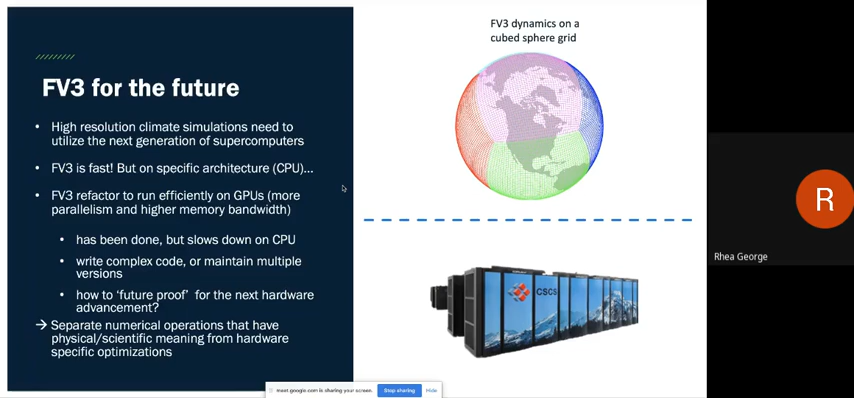 FV3 for the future
• High resolution climate simulations need to
utilize the next generation of supercomputers
• FV3 is fast! But on specific architecture (CPU)...
• FV3 refactor to run efficiently on GPUs (more
parallelism and higher memory bandwidth)
• has been done, but slows down on CPU
• write complex code, or maintain multiple
versions
• how to ‘future proof’ for the next hardware
advancement?
→ Separate numerical operations that have
physical/scientific meaning from hardware
specific optimizations
FV3 dynamics on a
cubed sphere grid
CSCS
R
Rhea George
meet.google.com is sharing your screen.
Stop sharing
Hide